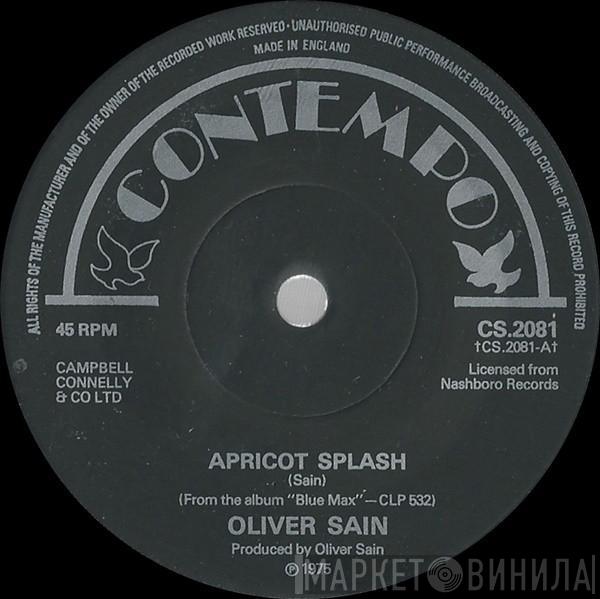 ALL RIGHTS OF THE MANUFACTURER AND OF THE OWNER OF THE RECORDED WORK RESERVED · UNAUTHORISED PUBLIC PERFORMANCE BROADCASTING AND COPYING OF THIS RECORD PROHIBITED
MADE IN ENGLAND
CONTEMPO
45 RPM
CS.2081
†CS.2081-A†
CAMPBELL
CONNELLY
& CO LTD
Licensed from
Nashboro Records
APRICOT SPLASH
(Sain)
(From the album "Blue Max"—CLP 532)
OLIVER SAIN
Produced by Oliver Sain
℗ 1975
МАРКЕТ ВИНИЛА